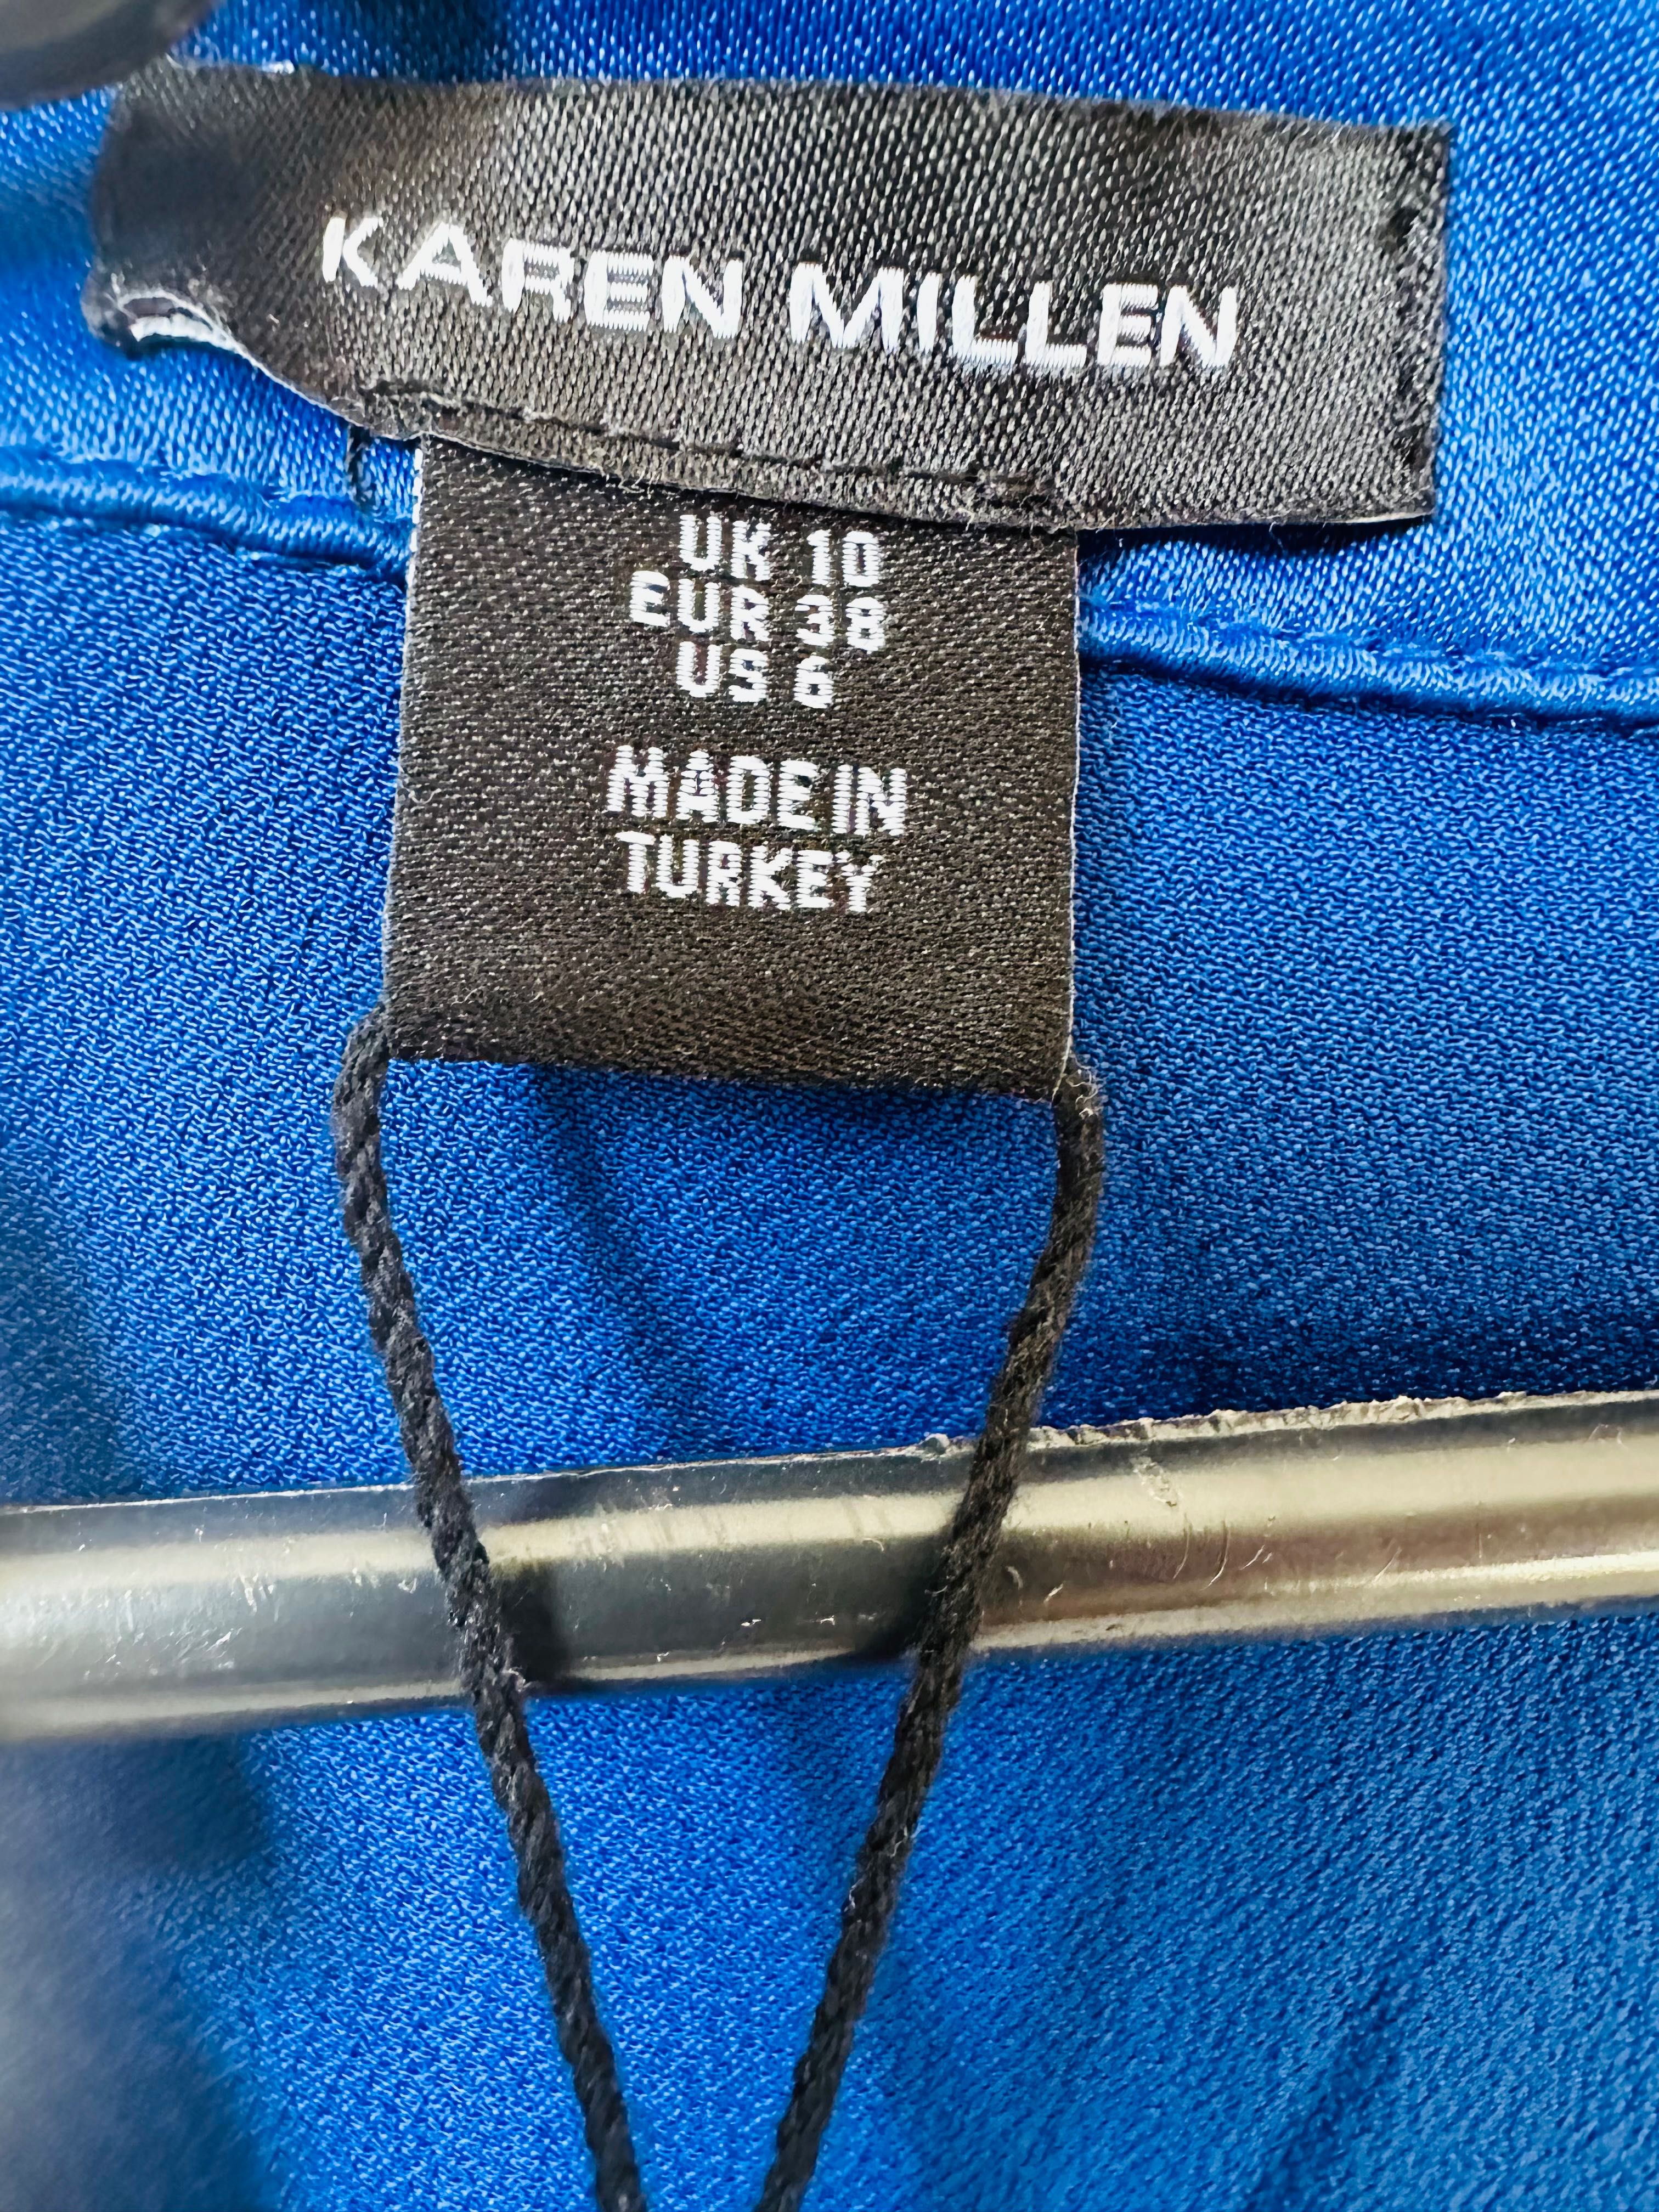 KAREN MILLEN
UK 10
EUR 38
US 6
MADE IN
TURKEY